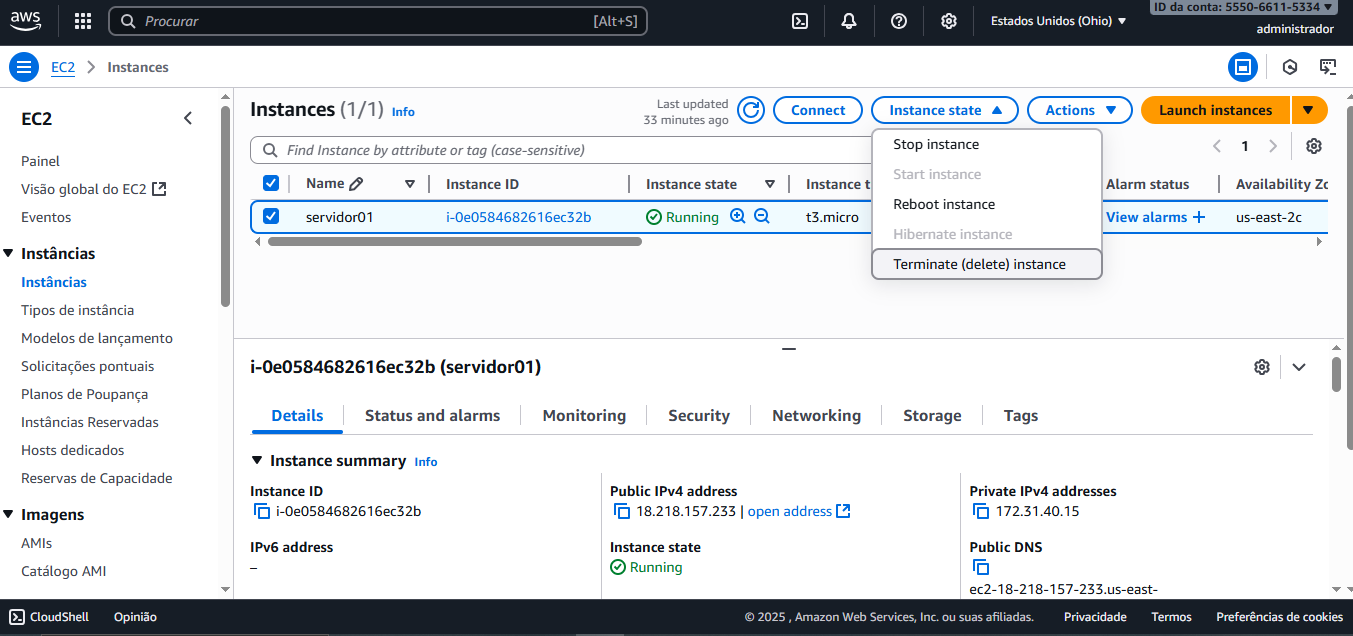 aws
Procurar [Alt+S]
Estados Unidos (Ohio)
ID da conta: 5550-6611-5334
administrador
EC2 Instances
EC2
Painel
Visão global do EC2
Eventos
Instâncias
Instâncias
Tipos de instância
Modelos de lançamento
Solicitações pontuais
Planos de Poupança
Instâncias Reservadas
Hosts dedicados
Reservas de Capacidade
Imagens
AMIs
Catálogo AMI
Instances (1/1) Info
Last updated
33 minutes ago
Connect
Instance state
Actions
Launch instances
Find Instance by attribute or tag (case-sensitive)
1
Stop instance
Start instance
Reboot instance
Hibernate instance
Terminate (delete) instance
Name Instance ID Instance state Instance t Alarm status Availability Zo
servidor01 i-0e0584682616ec32b Running t3.micro View alarms + us-east-2c
i-0e0584682616ec32b (servidor01)
Details Status and alarms Monitoring Security Networking Storage Tags
Instance summary Info
Instance ID
i-0e0584682616ec32b
Public IPv4 address
18.218.157.233 | open address
Private IPv4 addresses
172.31.40.15
IPv6 address
–
Instance state
Running
Public DNS
ec2-18-218-157-233.us-east-
CloudShell Opinião © 2025 , Amazon Web Services, Inc. ou suas afiliadas. Privacidade Termos Preferências de cookies